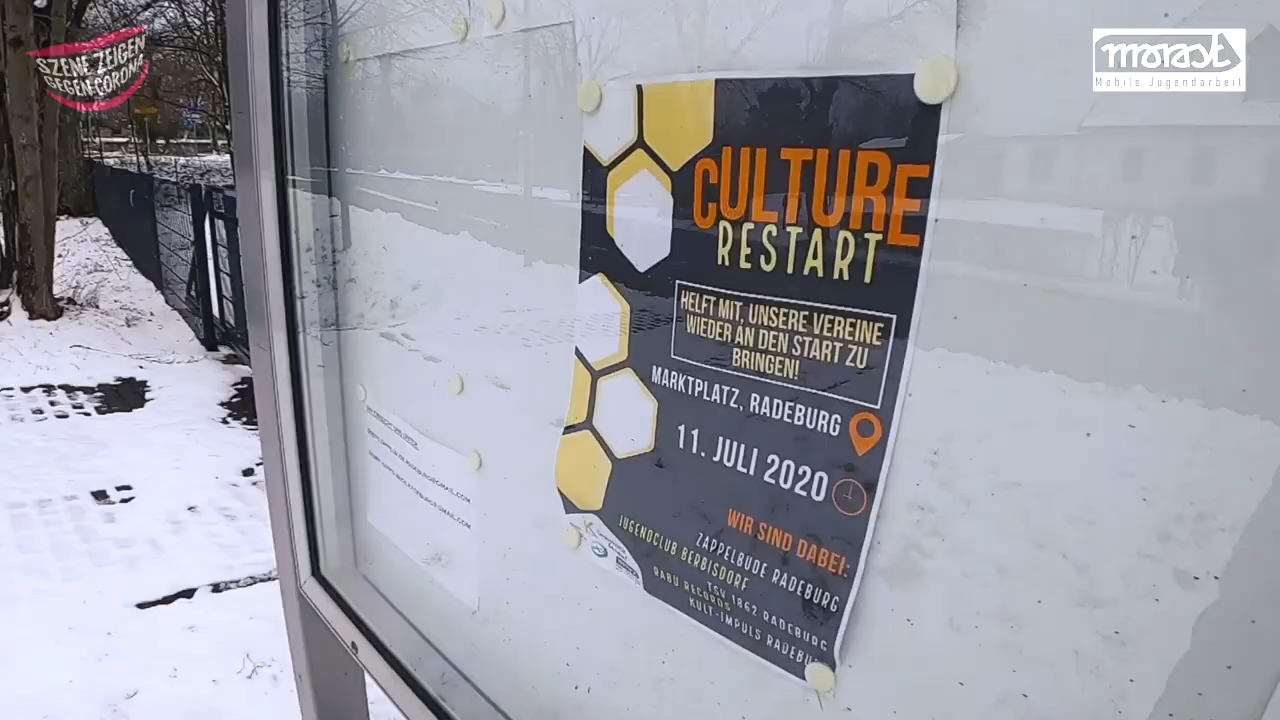 SZENE ZEIGEN
GEGEN CORONA
morast
Mobile Jugendarbeit
CULTURE
RESTART
HELFT MIT, UNSERE VEREINE
WIEDER AN DEN START ZU
BRINGEN!
MARKTPLATZ, RADEBURG
11. JULI 2020
WIR SIND DABEI:
ZAPPELBUDE RADEBURG
JUGENDCLUB BERBISDORF
TSV 1862 RADEBURG
RABU RECORDS
KULT-IMPULS RADEBURG